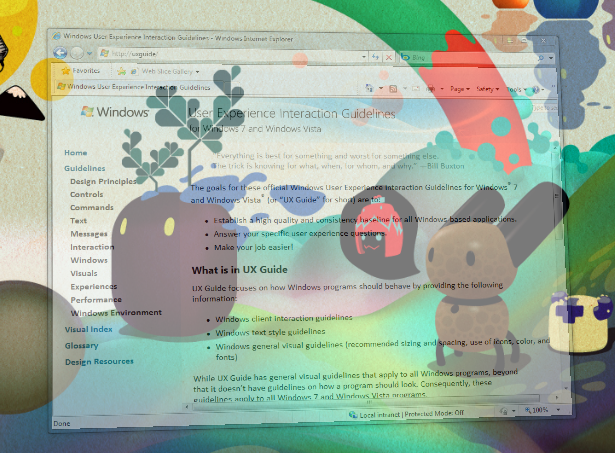 Windows User Experience Interaction Guidelines - Windows Internet Explorer
http://uxguide/
Bing
Favorites
Web Slice Gallery
Windows User Experience Interaction Guidelines
Page
Safety
Tools
Windows
User Experience Interaction Guidelines
for Windows 7 and Windows Vista
Everything is best for something and worst for something else.
The trick is knowing for what, when, for whom, and why." —Bill Buxton
Home
Guidelines
Design Principles
Controls
Commands
Text
Messages
Interaction
Windows
Visuals
Experiences
Performance
Windows Environment
Visual Index
Glossary
Design Resources
The goals for these official Windows User Experience Interaction Guidelines for Windows® 7
and Windows Vista® (or "UX Guide" for short) are to:
• Establish a high quality and consistency baseline for all Windows-based applications.
• Answer your specific user experience questions.
• Make your job easier!
What is in UX Guide
UX Guide focuses on how Windows programs should behave by providing the following
information:
• Windows client interaction guidelines
• Windows text style guidelines
• Windows general visual guidelines (recommended sizing and spacing, use of icons, color, and
fonts)
While UX Guide has general visual guidelines that apply to all Windows programs, beyond
that it doesn't have guidelines on how a program should look. Consequently, these
guidelines apply to all Windows 7 and Windows Vista programs.
Done
Local intranet | Protected Mode: Off
100%